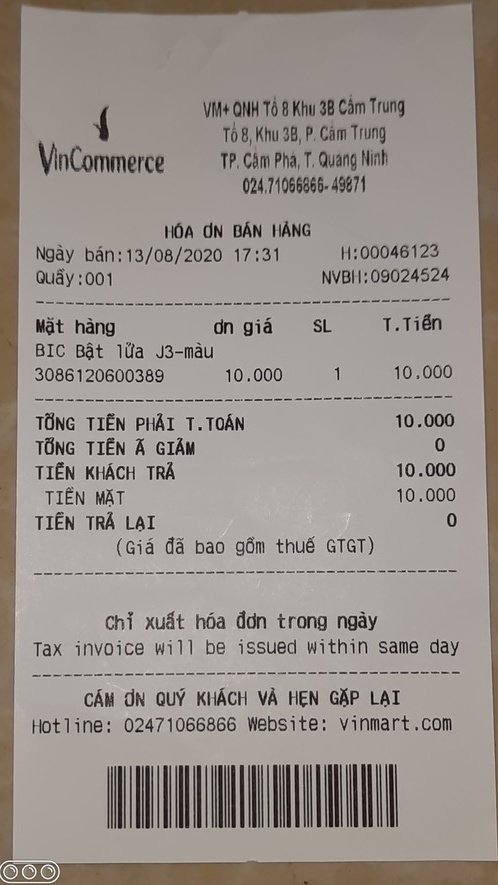 VinCommerce
VM+ QNH Tổ 8 Khu 3B Cẩm Trung
Tổ 8, Khu 3B, P. Cẩm Trung
TP. Cẩm Phả, T. Quảng Ninh
024.71066866-49871
HÓA ƠN BÁN HÀNG
Ngày bán:13/08/2020 17:31 H:00046123
Quầy:001 NVBH:09024524
Mặt hàng ơn giá SL T.Tiền
BIC Bật lửa J3-màu
3086120600389 10.000 1 10.000
TỔNG TIỀN PHẢI T.TOÁN 10.000
TỔNG TIỀN Ã GIẢM 0
TIỀN KHÁCH TRẢ 10.000
TIỀN MẶT 10.000
TIỀN TRẢ LẠI 0
(Giá đã bao gồm thuế GTGT)
Chỉ xuất hóa đơn trong ngày
Tax invoice will be issued within same day
CÁM ƠN QUÝ KHÁCH VÀ HẸN GẶP LẠI
Hotline: 02471066866 Website: vinmart.com